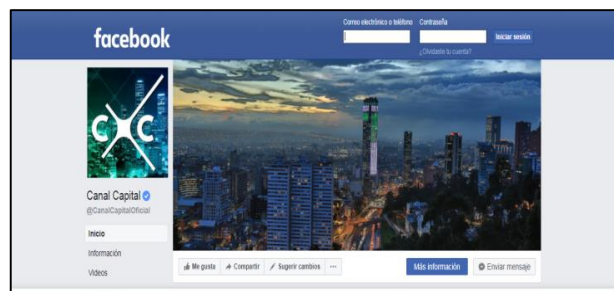 Correo electrónico o teléfono Contraseña
facebook
Iniciar sesión
¿Olvidaste tu cuenta?
C C
Canal Capital
@CanalCapitalOficial
Inicio
Información
Videos
Me gusta Compartir Sugerir cambios ... Más información Enviar mensaje